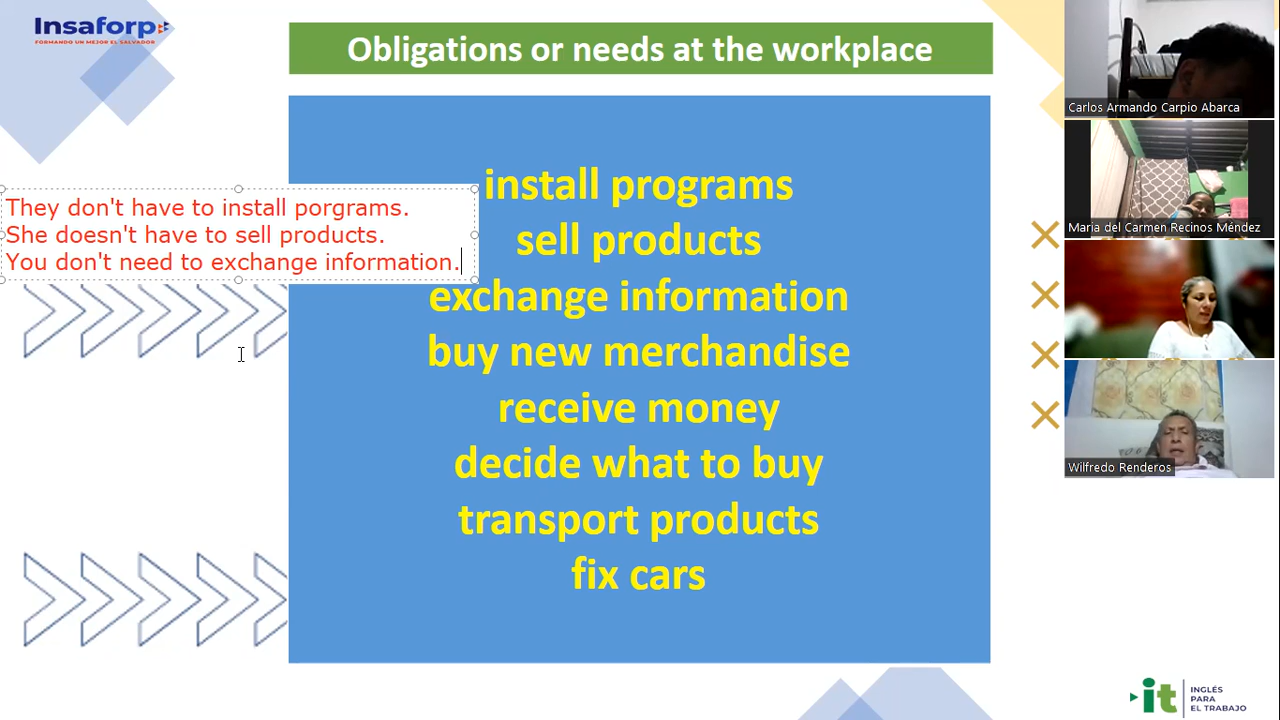 Insaforp
FORMANDO UN MEJOR EL SALVADOR
Obligations or needs at the workplace
They don't have to install porgrams.
She doesn't have to sell products.
You don't need to exchange information.
install programs
sell products
exchange information
buy new merchandise
receive money
decide what to buy
transport products
fix cars
Carlos Armando Carpio Abarca
Maria del Carmen Recinos Méndez
Wilfredo Renderos
it
INGLÉS
PARA
EL TRABAJO